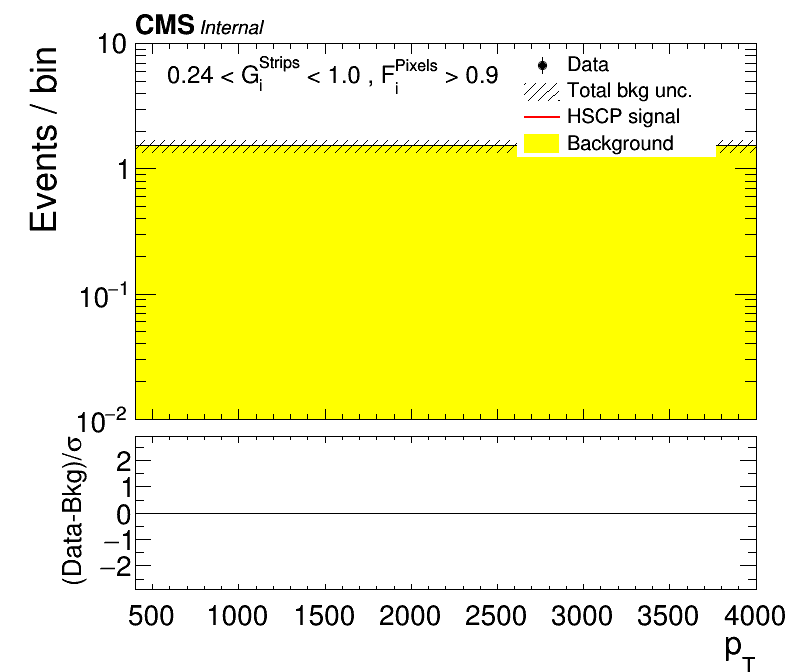 CMS Internal
0.24 < G_i^Strips < 1.0 , F_i^Pixels > 0.9
Data
Total bkg unc.
HSCP signal
Background
Events / bin
10
1
10^−1
10^−2
(Data-Bkg)/σ
2
1
0
−1
−2
500 1000 1500 2000 2500 3000 3500 4000
p_T